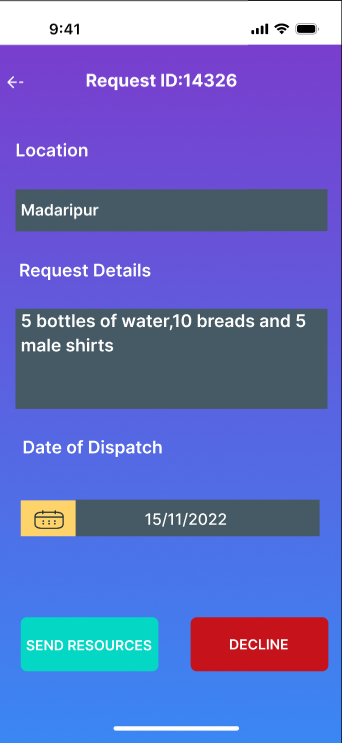 9:41
Request ID:14326
Location
Madaripur
Request Details
5 bottles of water,10 breads and 5
male shirts
Date of Dispatch
15/11/2022
SEND RESOURCES
DECLINE